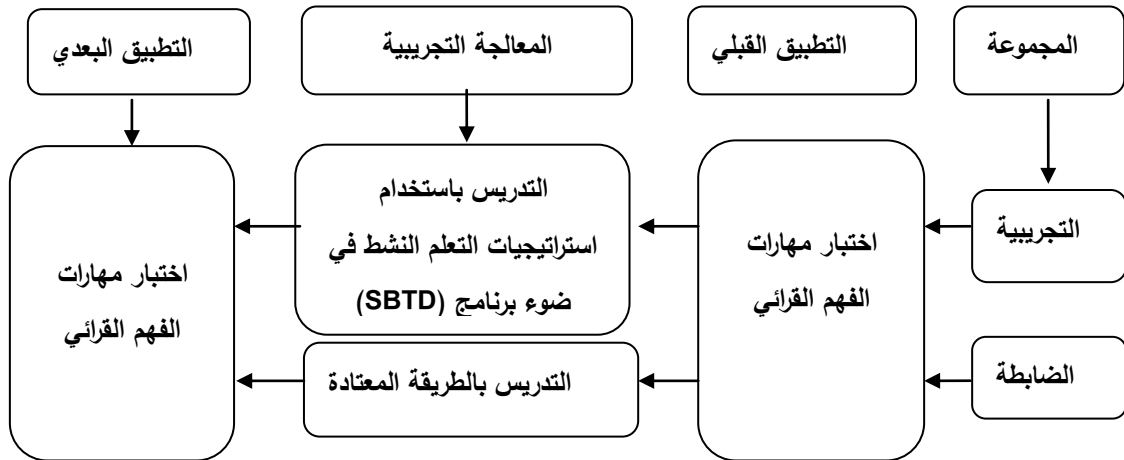 المجموعة
التطبيق القبلي
المعالجة التجريبية
التطبيق البعدي
التجريبية
اختبار مهارات
الفهم القرائي
التدريس باستخدام
استراتيجيات التعلم النشط في
ضوء برنامج (SBTD)
اختبار مهارات
الفهم القرائي
الضابطة
التدريس بالطريقة المعتادة